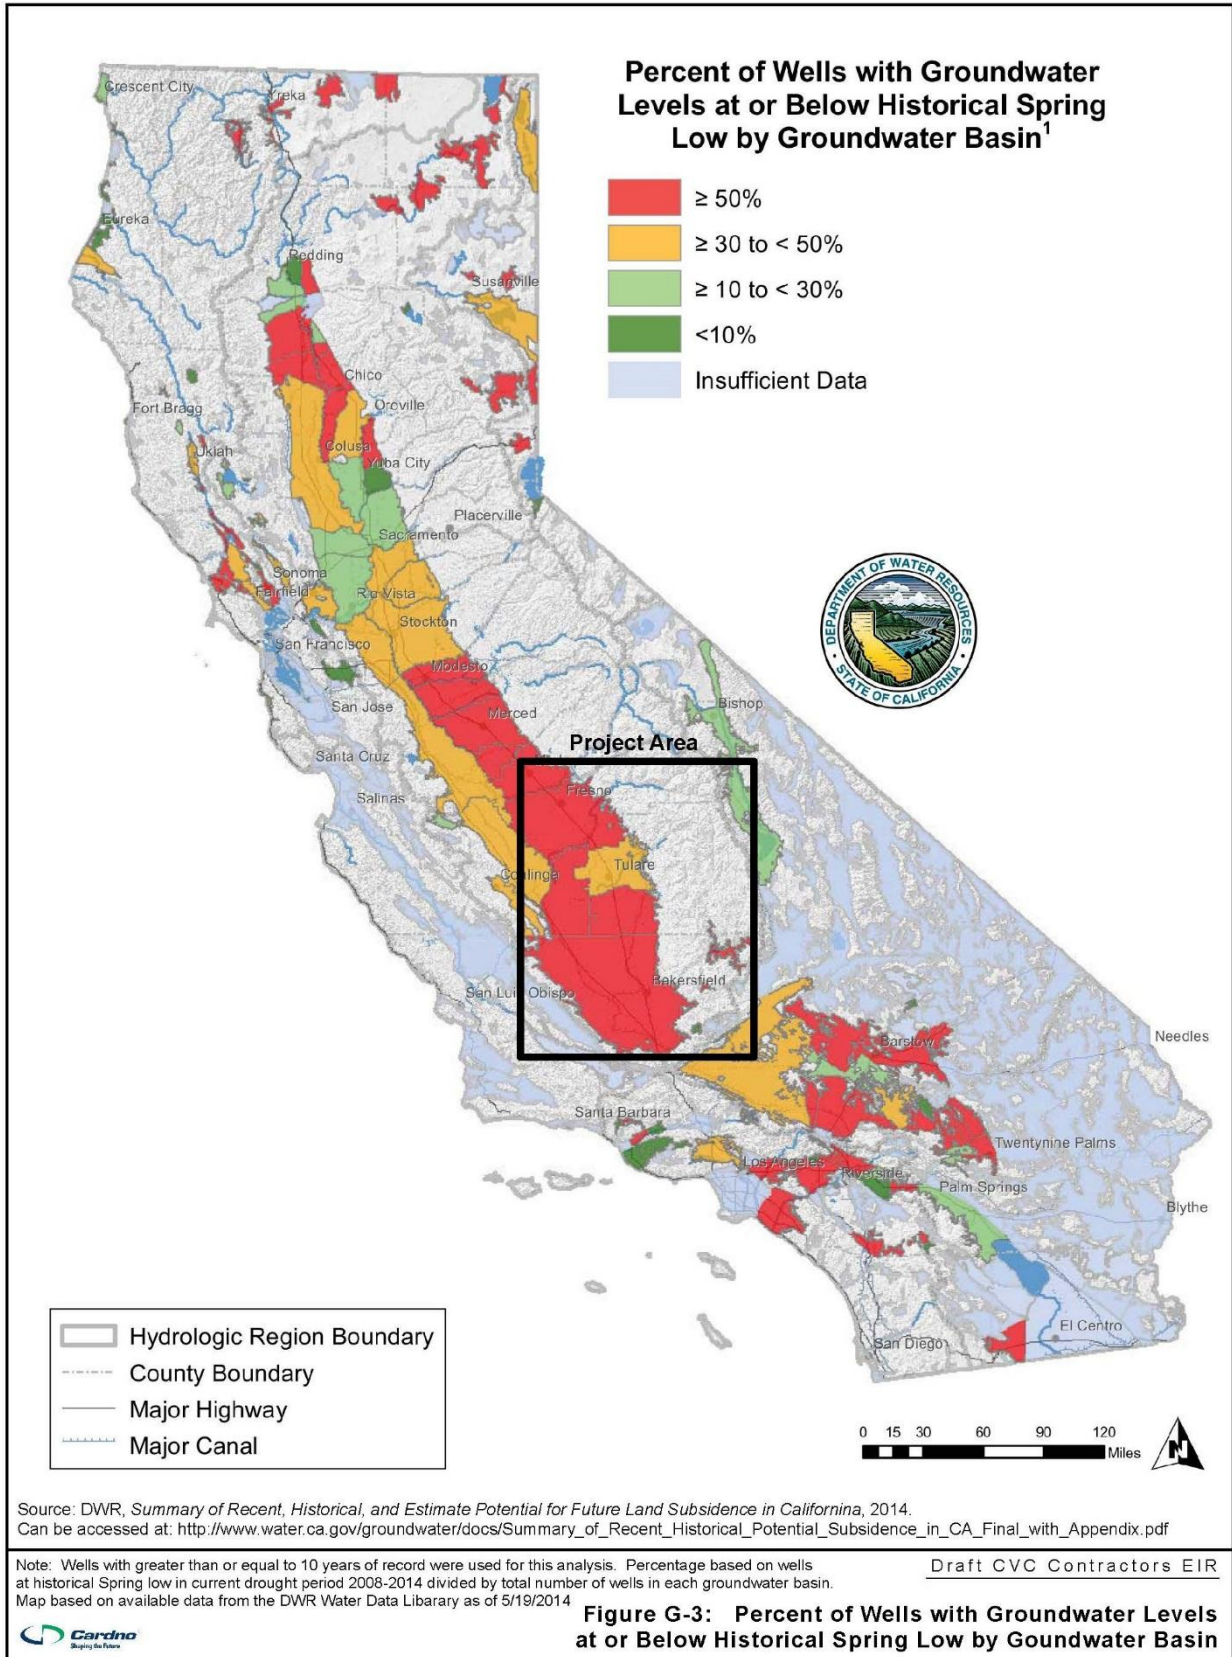 Percent of Wells with Groundwater
Levels at or Below Historical Spring
Low by Groundwater Basin1
≥ 50%
≥ 30 to < 50%
≥ 10 to < 30%
<10%
Insufficient Data
Crescent City
Yreka
Eureka
Redding
Susanville
Chico
Fort Bragg
Oroville
Ukiah
Colusa
Yuba City
Placerville
Sacramento
Sonoma
Fairfield
Rio Vista
Stockton
San Francisco
Modesto
San Jose
Merced
Bishop
Santa Cruz
Project Area
Salinas
Fresno
Coalinga
Tulare
San Luis Obispo
Bakersfield
Barstow
Needles
Santa Barbara
Twentynine Palms
Los Angeles
Riverside
Palm Springs
Blythe
El Centro
San Diego
DEPARTMENT OF WATER RESOURCES
STATE OF CALIFORNIA
Hydrologic Region Boundary
County Boundary
Major Highway
Major Canal
0 15 30 60 90 120
Miles
N
Source: DWR, Summary of Recent, Historical, and Estimate Potential for Future Land Subsidence in Californina, 2014.
Can be accessed at: http://www.water.ca.gov/groundwater/docs/Summary_of_Recent_Historical_Potential_Subsidence_in_CA_Final_with_Appendix.pdf
Note: Wells with greater than or equal to 10 years of record were used for this analysis. Percentage based on wells
at historical Spring low in current drought period 2008-2014 divided by total number of wells in each groundwater basin.
Map based on available data from the DWR Water Data Libarary as of 5/19/2014
Draft CVC Contractors EIR
Figure G-3: Percent of Wells with Groundwater Levels
at or Below Historical Spring Low by Goundwater Basin
Cardno
Shaping the Future